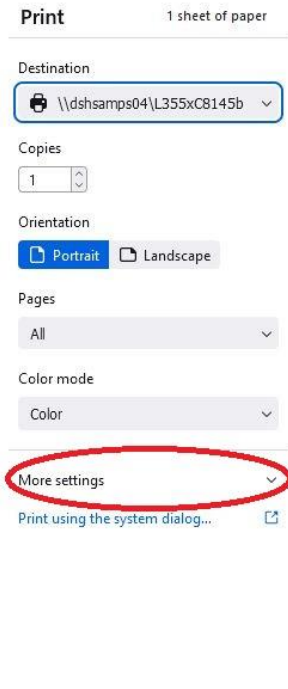 Print
1 sheet of paper
Destination
\\dshsamps04\L355xC8145b
Copies
1
Orientation
Portrait
Landscape
Pages
All
Color mode
Color
More settings
Print using the system dialog...